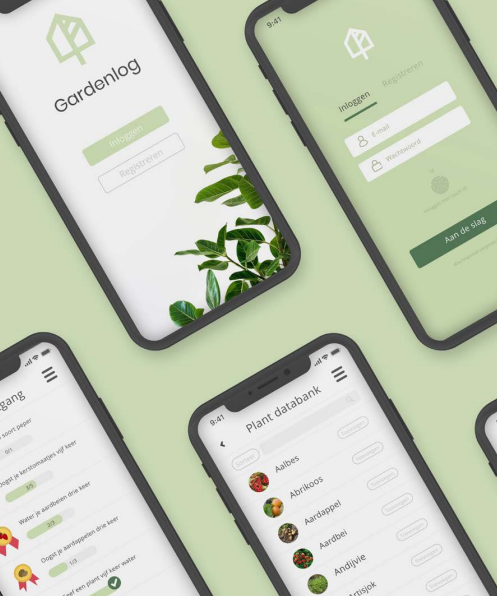 Gardenlog
Inloggen
Registreren
9:41
Inloggen
Registreren
E-mail
Wachtwoord
Aan de slag
gang
soort peper
0/1
Oogst je kerstomaatjes vijf keer
3/5
Water je aardbeien drie keer
2/3
Oogst je aardappelen drie keer
1/3
Geef een plant vijf keer water
9:41
Plant databank
Aalbes
Abrikoos
Aardappel
Aardbei
Andijvie
Artisjok